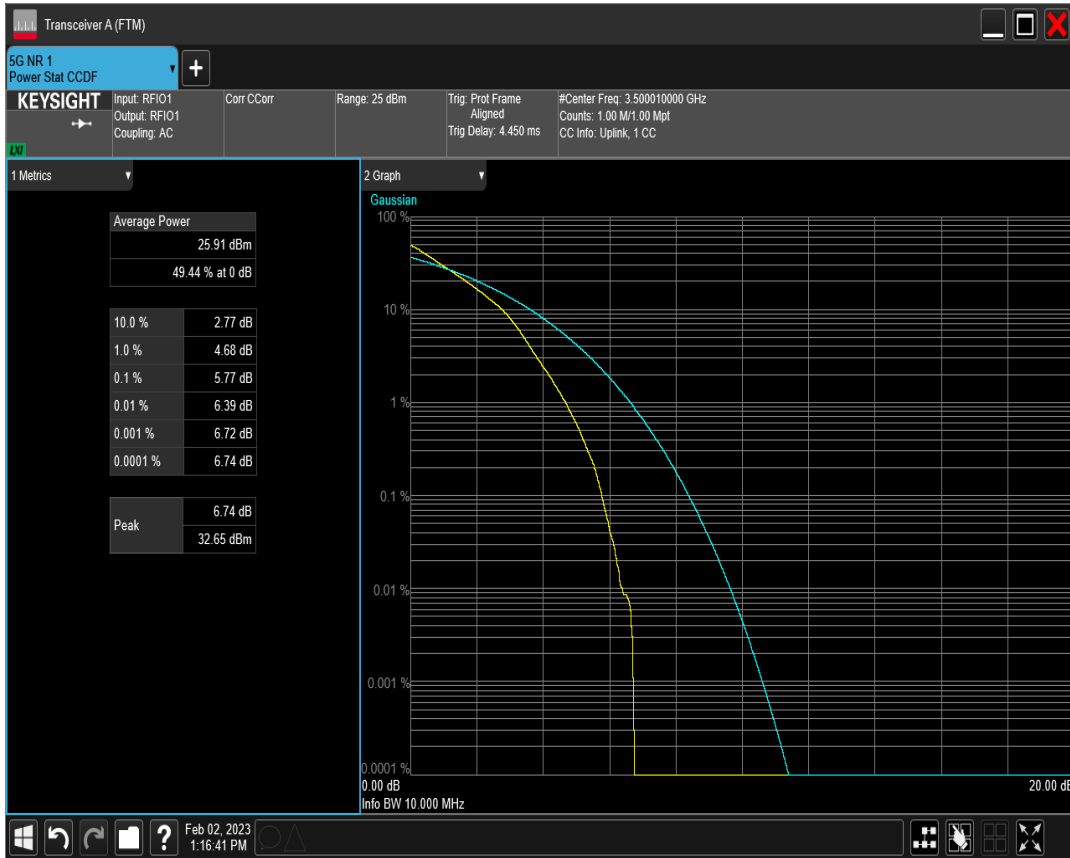 Transceiver A (FTM)
5G NR 1
Power Stat CCDF
KEYSIGHT
LXI
Input: RFIO1
Output: RFIO1
Coupling: AC
Corr CCorr
Range: 25 dBm
Trig: Prot Frame
Aligned
Trig Delay: 4.450 ms
#Center Freq: 3.500010000 GHz
Counts: 1.00 M/1.00 Mpt
CC Info: Uplink, 1 CC
1 Metrics
Average Power
25.91 dBm
49.44 % at 0 dB
10.0 % 2.77 dB
1.0 % 4.68 dB
0.1 % 5.77 dB
0.01 % 6.39 dB
0.001 % 6.72 dB
0.0001 % 6.74 dB
Peak 6.74 dB
32.65 dBm
2 Graph
Gaussian
100 %
10 %
1 %
0.1 %
0.01 %
0.001 %
0.0001 %
0.00 dB 20.00 dB
Info BW 10.000 MHz
?
Feb 02, 2023
1:16:41 PM